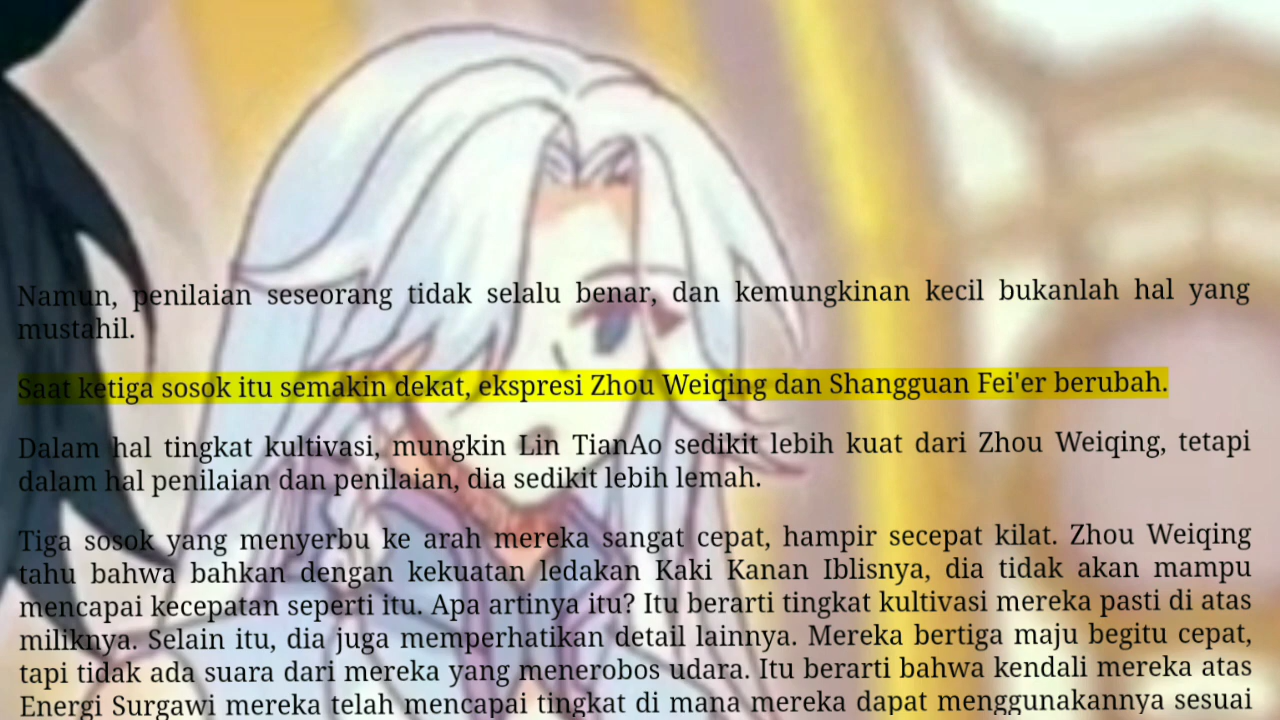 Namun, penilaian seseorang tidak selalu benar, dan kemungkinan kecil bukanlah hal yang
mustahil.
Saat ketiga sosok itu semakin dekat, ekspresi Zhou Weiqing dan Shangguan Fei'er berubah.
Dalam hal tingkat kultivasi, mungkin Lin TianAo sedikit lebih kuat dari Zhou Weiqing, tetapi
dalam hal penilaian dan penilaian, dia sedikit lebih lemah.
Tiga sosok yang menyerbu ke arah mereka sangat cepat, hampir secepat kilat. Zhou Weiqing
tahu bahwa bahkan dengan kekuatan ledakan Kaki Kanan Iblisnya, dia tidak akan mampu
mencapai kecepatan seperti itu. Apa artinya itu? Itu berarti tingkat kultivasi mereka pasti di atas
miliknya. Selain itu, dia juga memperhatikan detail lainnya. Mereka bertiga maju begitu cepat,
tapi tidak ada suara dari mereka yang menerobos udara. Itu berarti bahwa kendali mereka atas
Energi Surgawi mereka telah mencapai tingkat di mana mereka dapat menggunakannya sesuai